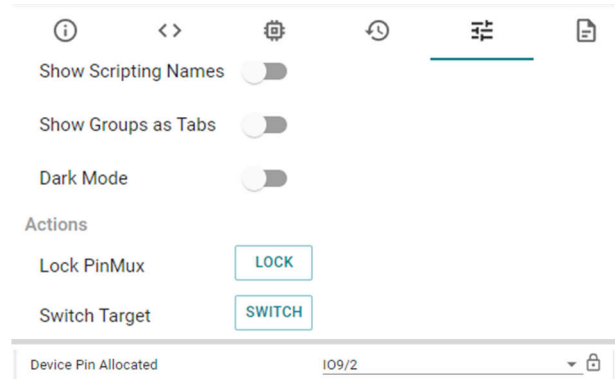 Show Scripting Names
Show Groups as Tabs
Dark Mode
Actions
Lock PinMux LOCK
Switch Target SWITCH
Device Pin Allocated IO9/2